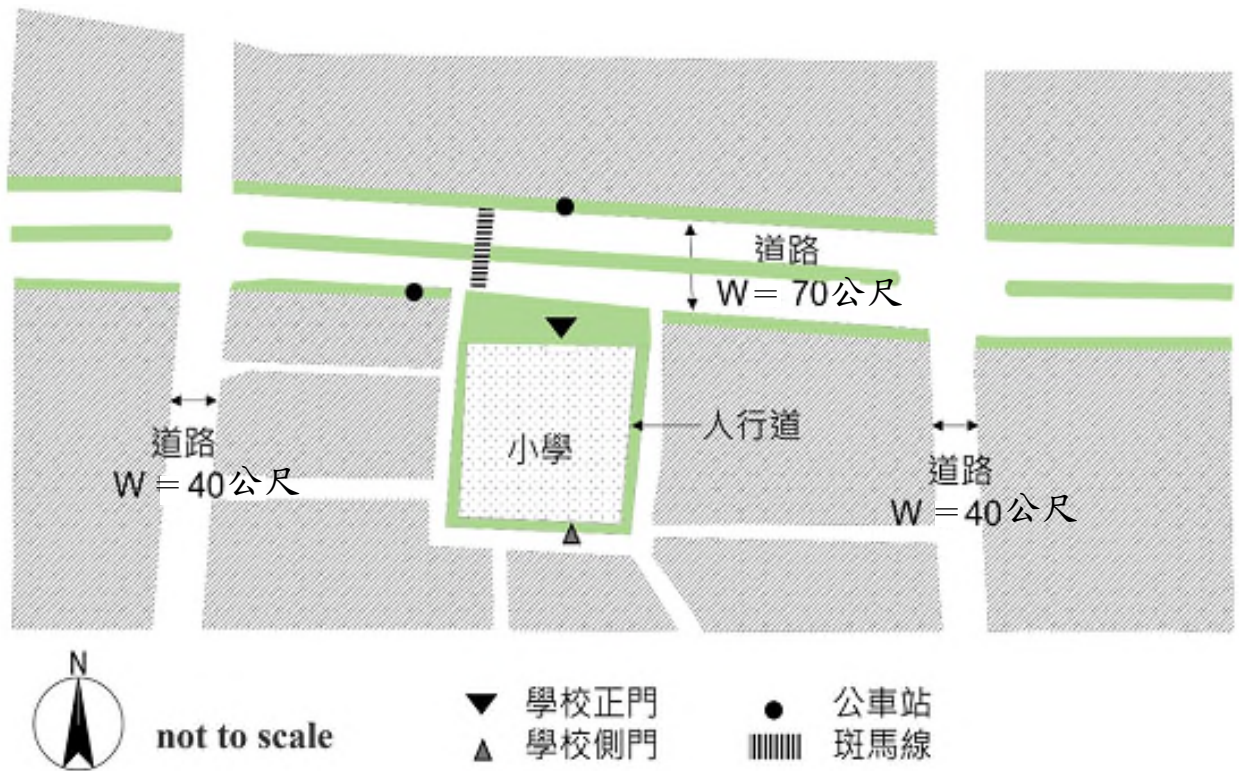 道路
W = 70公尺
小學
人行道
道路
W = 40公尺
道路
W = 40公尺
N
not to scale
學校正門
公車站
學校側門
斑馬線